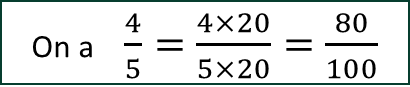 On a 4/5 = 4×20/5×20 = 80/100